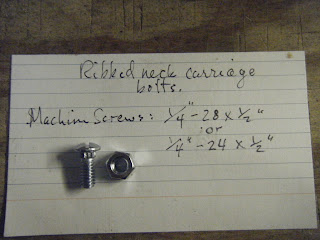 Ribbed neck carriage
bolts.
Machine Screws: 1/4" - 28 x 1/2"
or
1/4" - 24 x 1/2"